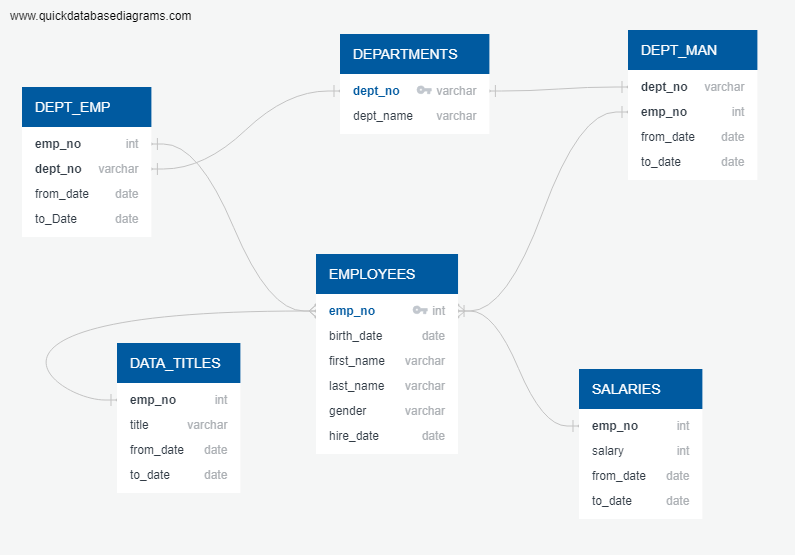 www.quickdatabasediagrams.com
DEPT_EMP
emp_no int
dept_no varchar
from_date date
to_Date date
DEPARTMENTS
dept_no varchar
dept_name varchar
DEPT_MAN
dept_no varchar
emp_no int
from_date date
to_date date
EMPLOYEES
emp_no int
birth_date date
first_name varchar
last_name varchar
gender varchar
hire_date date
DATA_TITLES
emp_no int
title varchar
from_date date
to_date date
SALARIES
emp_no int
salary int
from_date date
to_date date